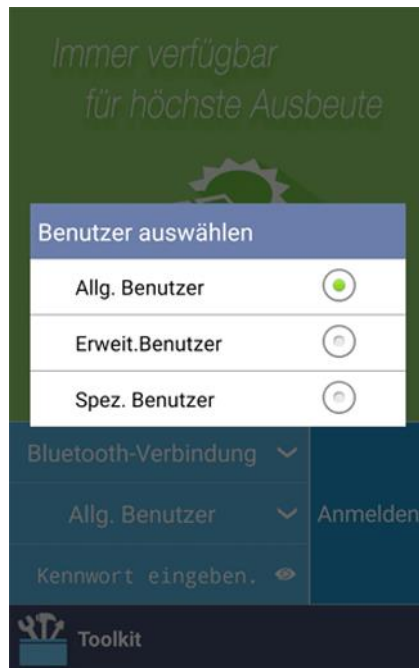 Immer verfügbar
für höchste Ausbeute
Benutzer auswählen
Allg. Benutzer
Erweit.Benutzer
Spez. Benutzer
Bluetooth-Verbindung
Allg. Benutzer
Anmelden
Kennwort eingeben.
Toolkit